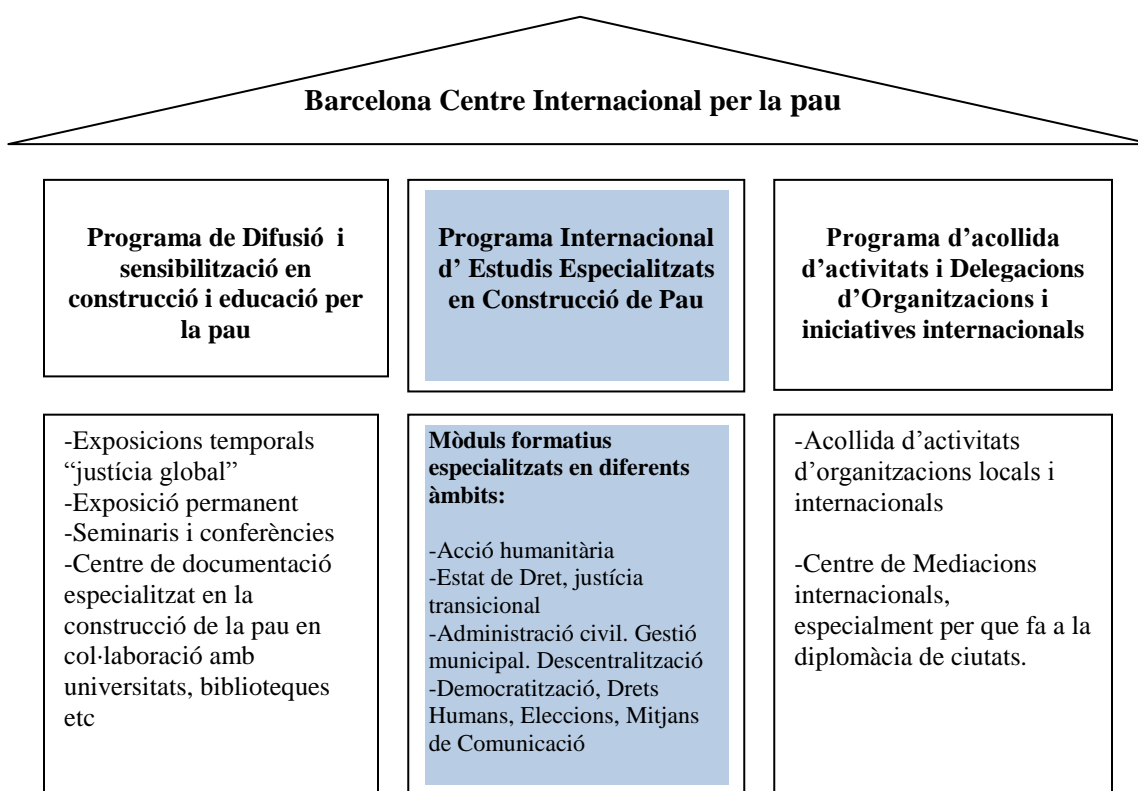 Barcelona Centre Internacional per la pau
Programa de Difusió i
sensibilització en
construcció i educació per
la pau
Programa Internacional
d’ Estudis Especialitzats
en Construcció de Pau
Programa d’acollida
d’activitats i Delegacions
d’Organitzacions i
iniciatives internacionals
-Exposicions temporals
“justícia global”
-Exposició permanent
-Seminaris i conferències
-Centre de documentació
especialitzat en la
construcció de la pau en
col·laboració amb
universitats, biblioteques
etc
Mòduls formatius
especialitzats en diferents
àmbits:
-Acció humanitària
-Estat de Dret, justícia
transicional
-Administració civil. Gestió
municipal. Descentralització
-Democratització, Drets
Humans, Eleccions, Mitjans
de Comunicació
-Acollida d’activitats
d’organitzacions locals i
internacionals
-Centre de Mediacions
internacionals,
especialment per que fa a la
diplomàcia de ciutats.